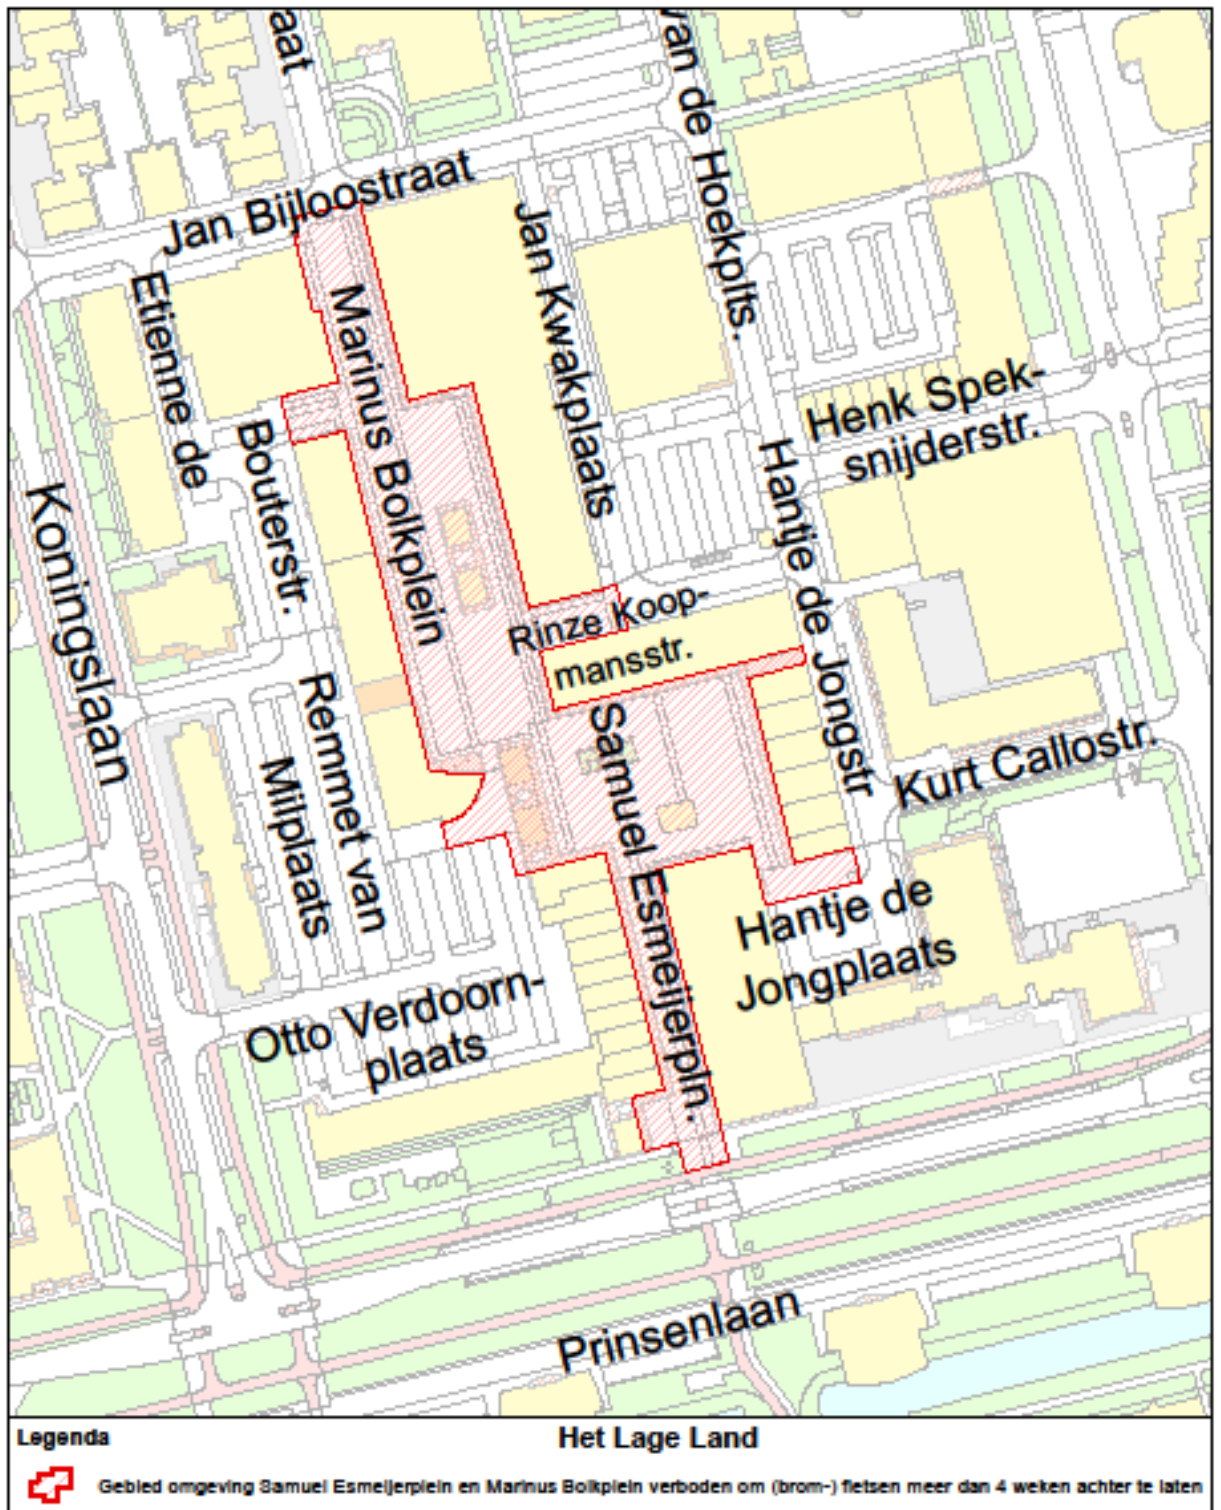 aat
van de Hoekplts.
Jan Bijloostraat
Jan Kwakplaats
Etienne de
Bouterstr.
Marinus Bolkplein
Henk Spek-
snijderstr.
Hantje de Jongstr
Koningslaan
Rinze Koop-
mansstr.
Remmet van
Milplaats
Samuel Esmeijerpln.
Kurt Callostr.
Hantje de
Jongplaats
Otto Verdoorn-
plaats
Prinsenlaan
Legenda
Het Lage Land
Gebied omgeving Samuel Esmeijerplein en Marinus Bolkplein verboden om (brom-) fietsen meer dan 4 weken achter te laten